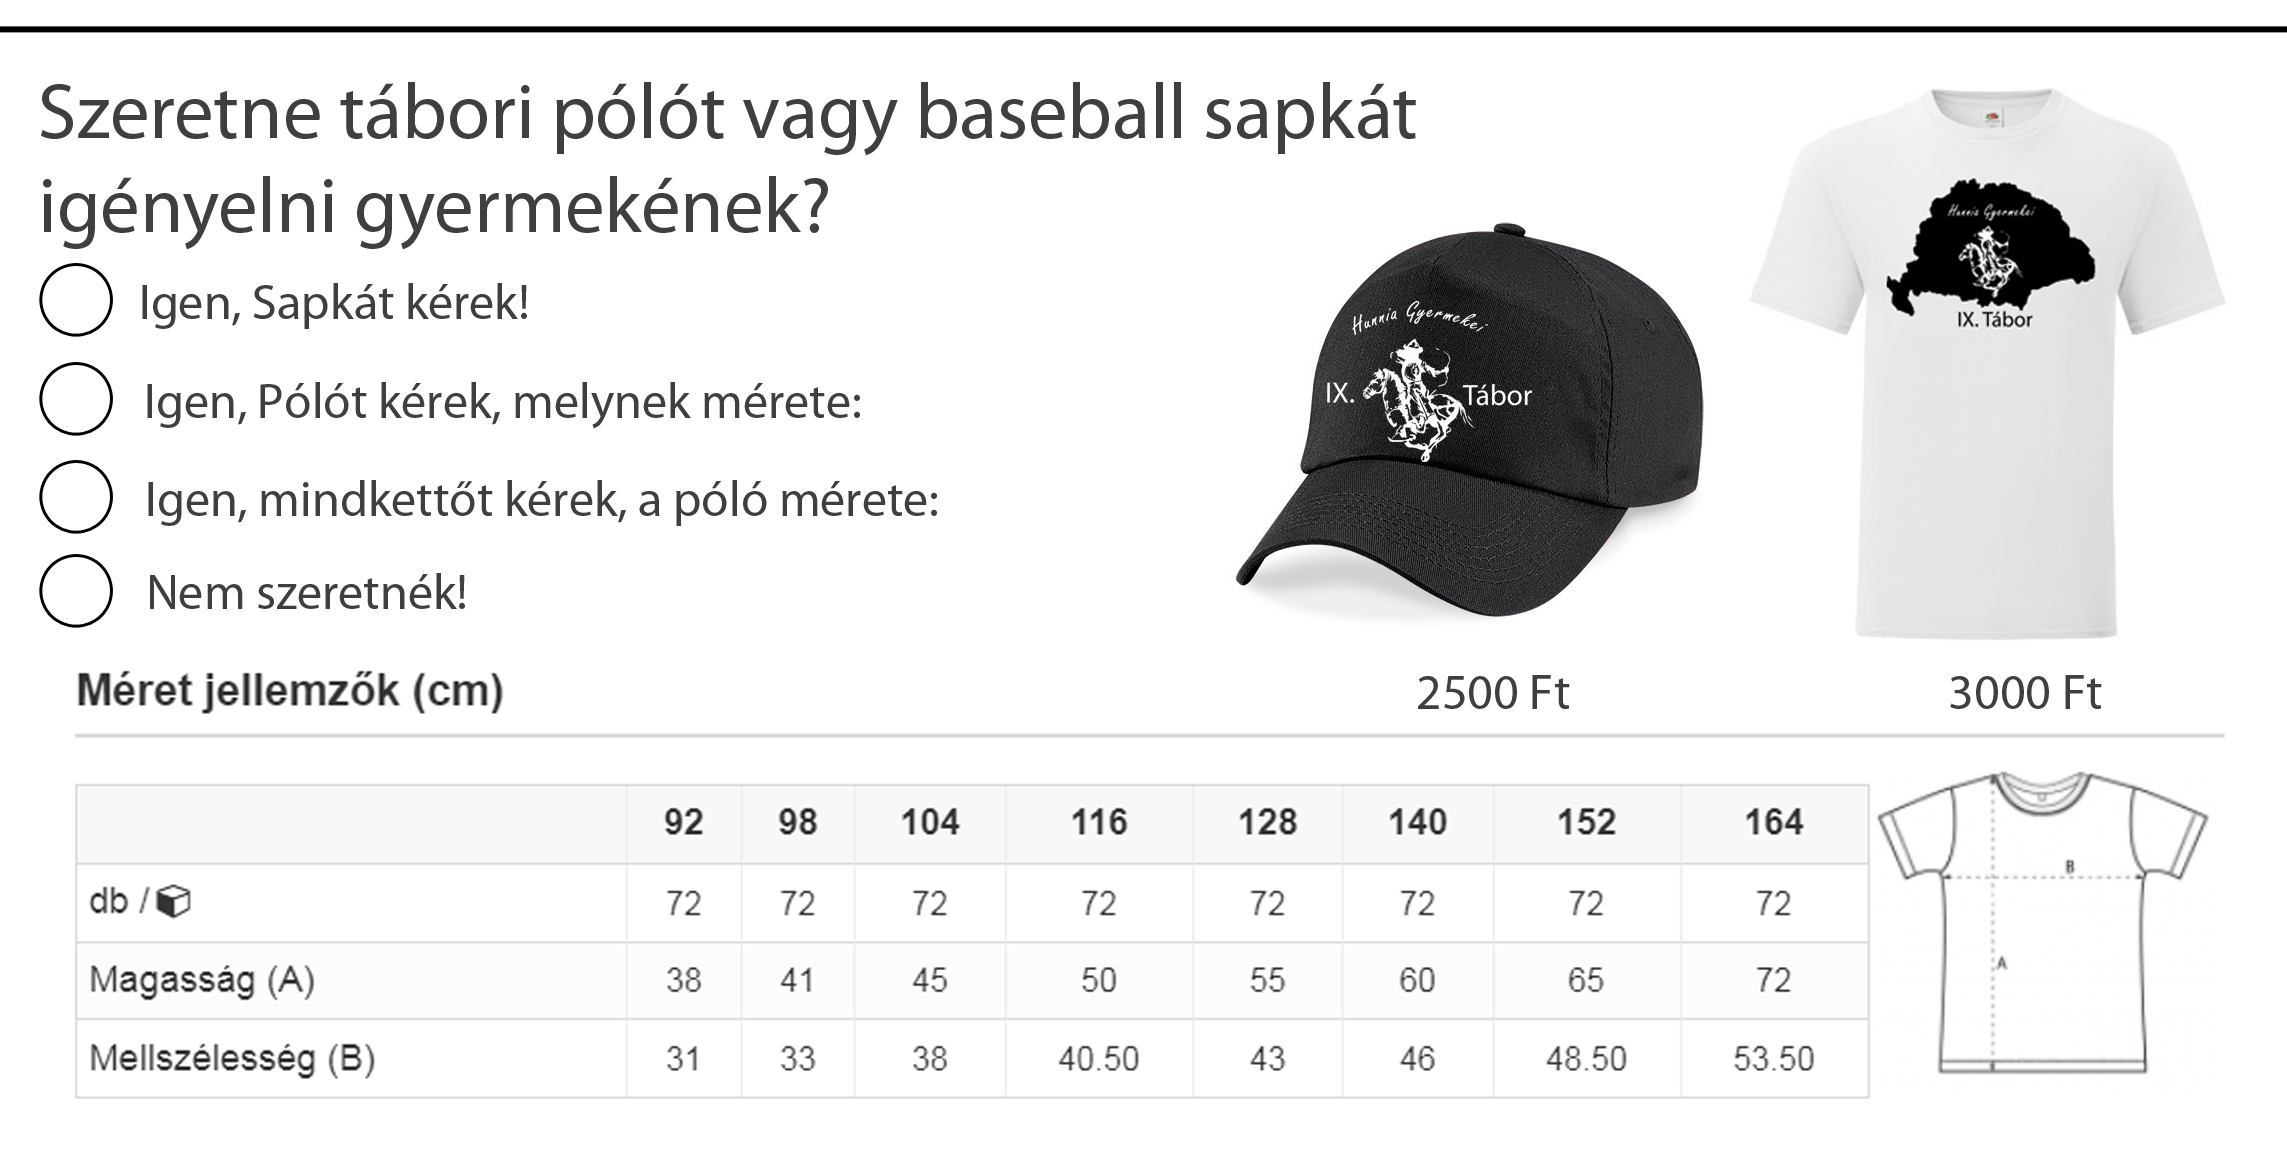 Szeretne tábori pólót vagy baseball sapkát
igényelni gyermekének?
Igen, Sapkát kérek!
Igen, Pólót kérek, melynek mérete:
Igen, mindkettőt kérek, a póló mérete:
Nem szeretnék!
Hunnia Gyermekei
IX. Tábor
Hunnia Gyermekei
IX. Tábor
Méret jellemzők (cm)
2500 Ft
3000 Ft
92 98 104 116 128 140 152 164
db / 72 72 72 72 72 72 72 72
Magasság (A) 38 41 45 50 55 60 65 72
Mellszélesség (B) 31 33 38 40.50 43 46 48.50 53.50
B
A